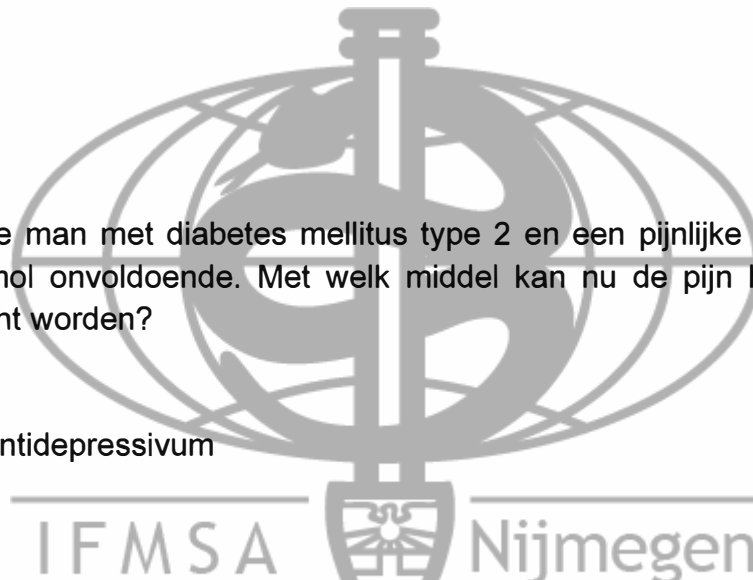 e man met diabetes mellitus type 2 en een pijnlijke
nol onvoldoende. Met welk middel kan nu de pijn
nt worden?
ntidepressivum
IFMSA Nijmegen